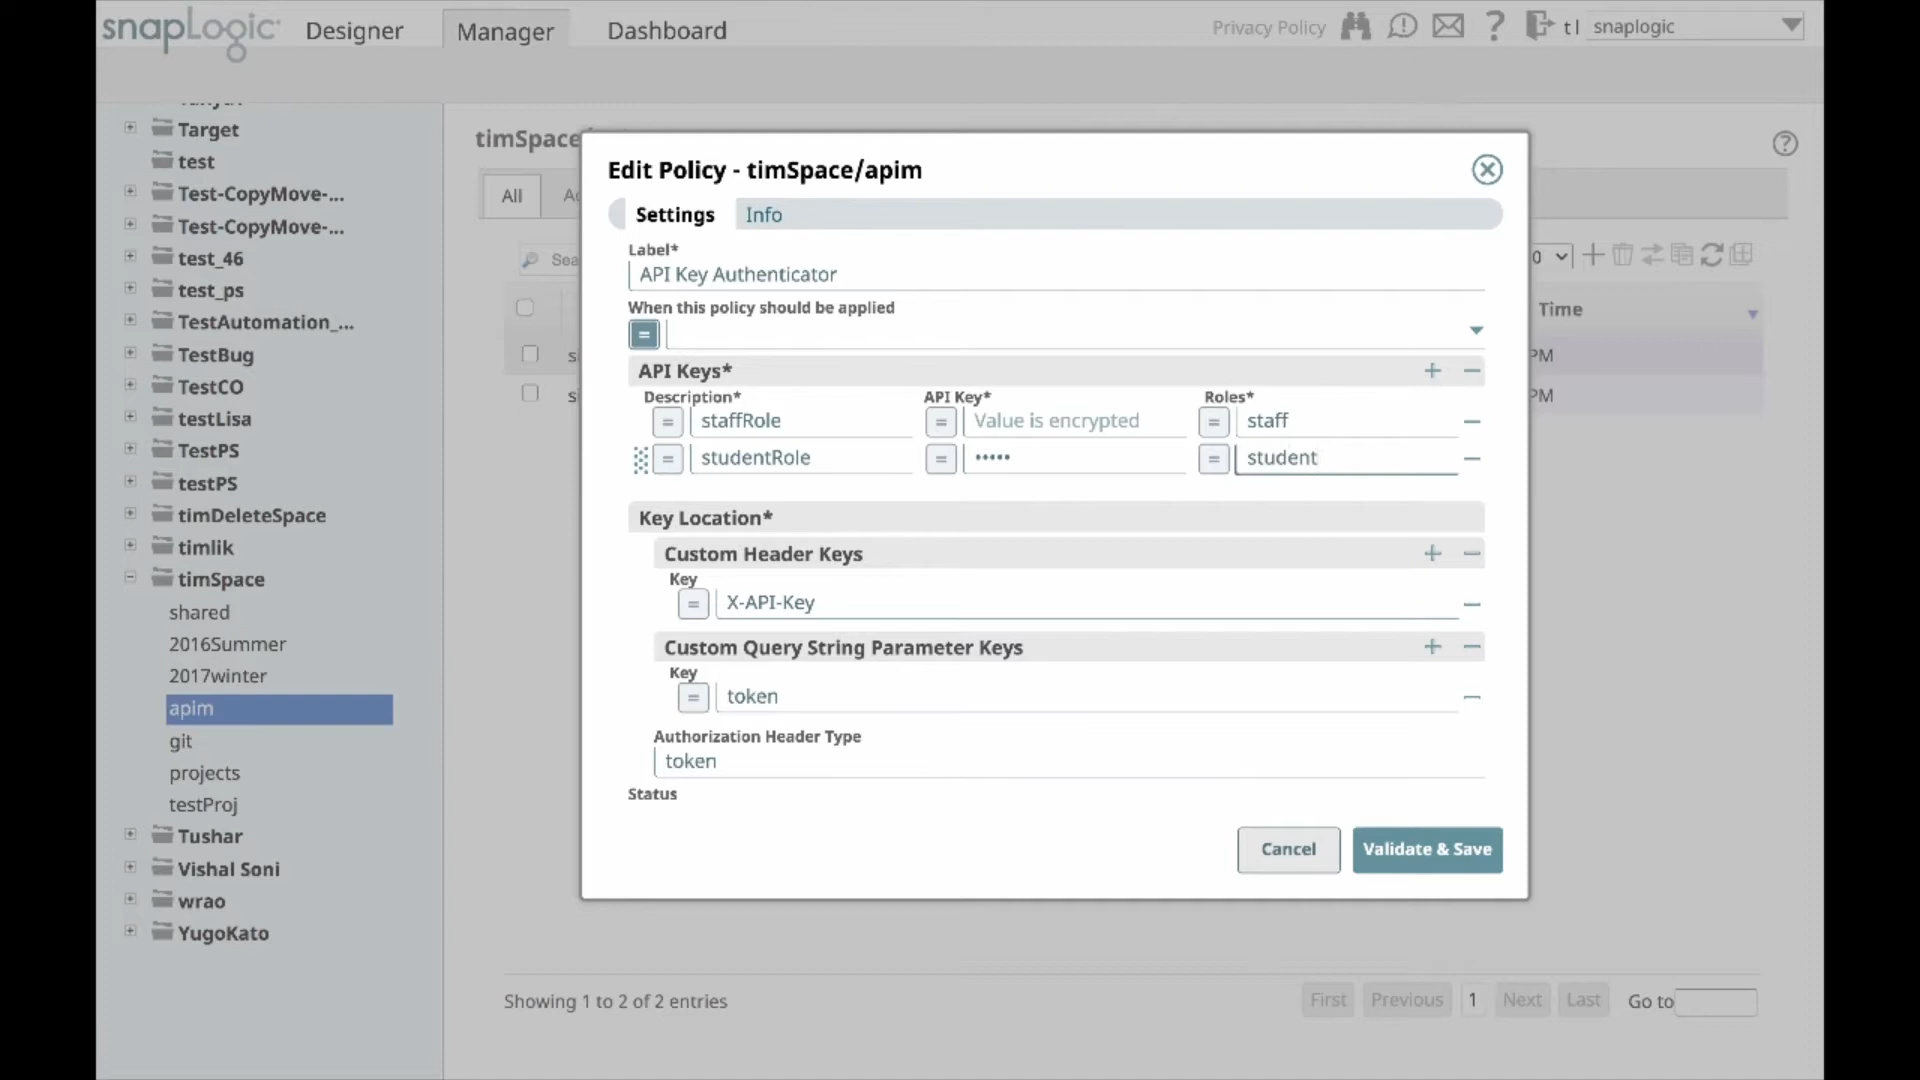 snapLogic
Designer
Manager
Dashboard
Privacy Policy
t l
snaplogic
Target
test
Test-CopyMove-...
Test-CopyMove-...
test_46
test_ps
TestAutomation_...
TestBug
TestCO
testLisa
TestPS
testPS
timDeleteSpace
timlik
timSpace
shared
2016Summer
2017winter
apim
git
projects
testProj
Tushar
Vishal Soni
wrao
YugoKato
timSpace
All
Time
PM
PM
Edit Policy - timSpace/apim
Settings
Info
Label*
API Key Authenticator
When this policy should be applied
=
API Keys*
Description*
API Key*
Roles*
=
staffRole
=
Value is encrypted
=
staff
=
studentRole
=
•••••
=
student
Key Location*
Custom Header Keys
Key
=
X-API-Key
Custom Query String Parameter Keys
Key
=
token
Authorization Header Type
token
Status
Cancel
Validate & Save
Showing 1 to 2 of 2 entries
First
Previous
1
Next
Last
Go to